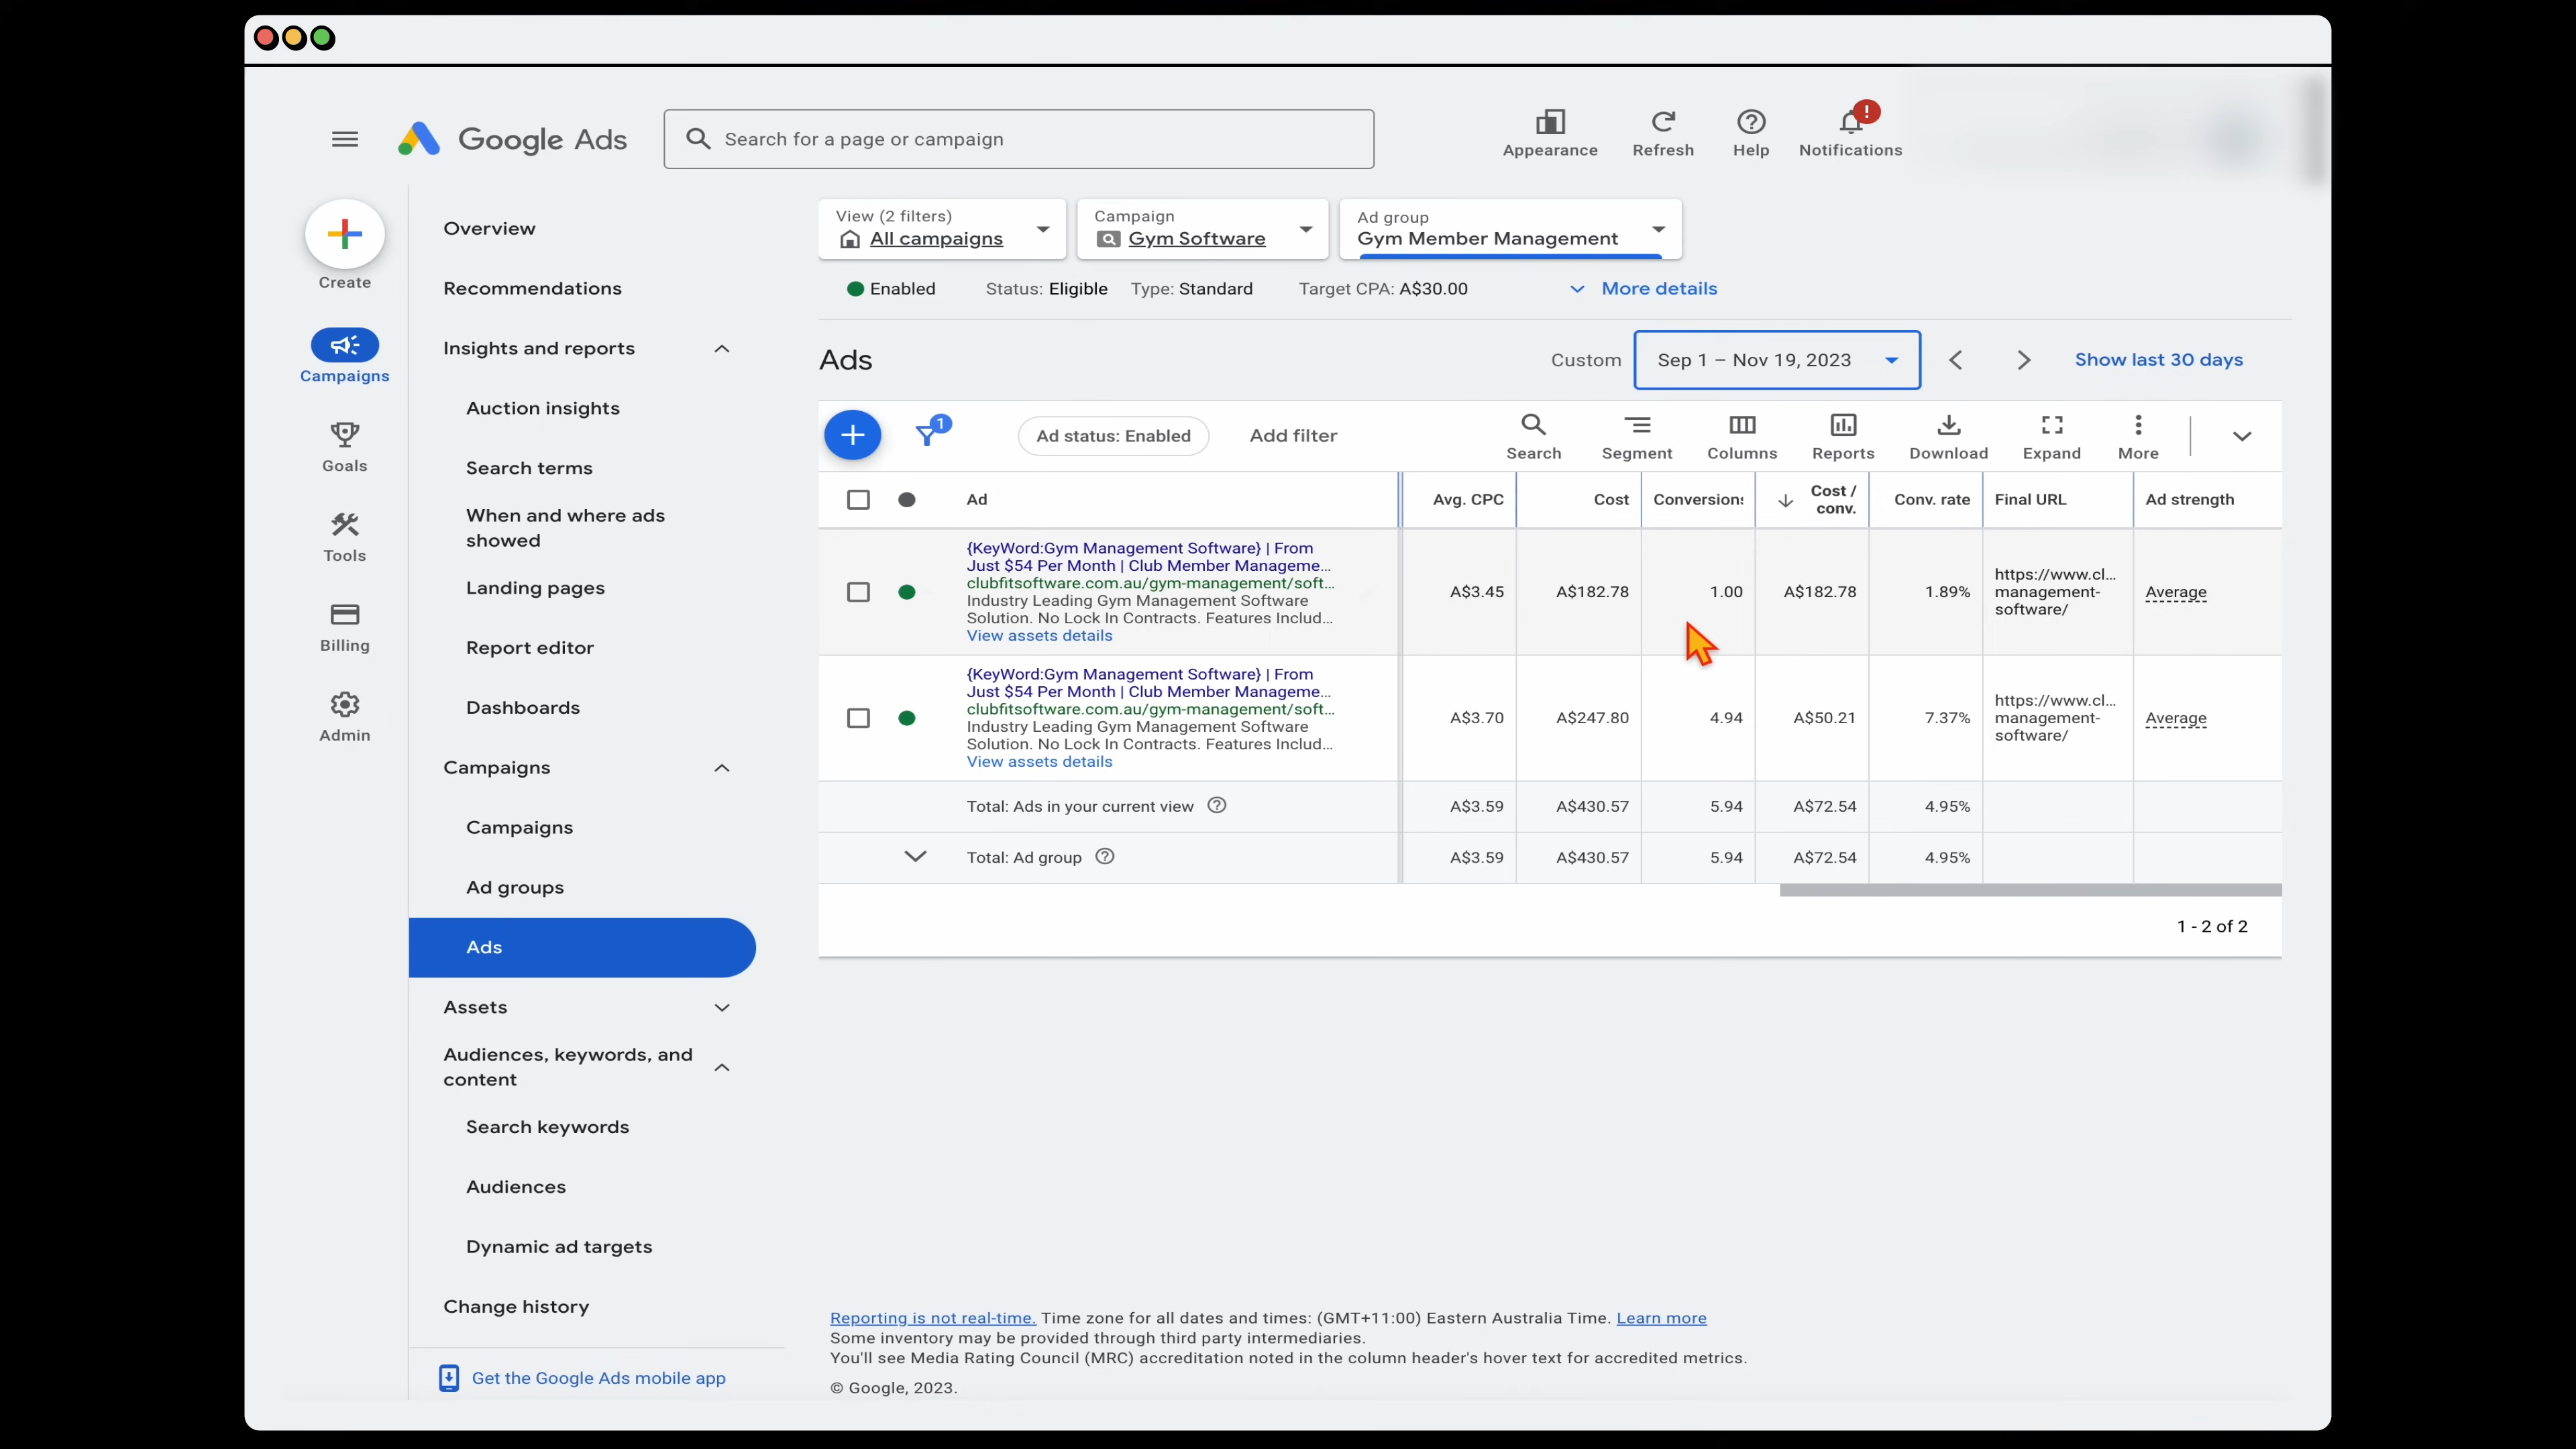 Google Ads
Search for a page or campaign
Appearance
Refresh
Help
Notifications
Create
Campaigns
Goals
Tools
Billing
Admin
Overview
Recommendations
Insights and reports
Auction insights
Search terms
When and where ads
showed
Landing pages
Report editor
Dashboards
Campaigns
Campaigns
Ad groups
Ads
Assets
Audiences, keywords, and
content
Search keywords
Audiences
Dynamic ad targets
Change history
Get the Google Ads mobile app
View (2 filters)
All campaigns
Campaign
Gym Software
Ad group
Gym Member Management
Enabled Status: Eligible Type: Standard Target CPA: A$30.00 More details
Ads
Custom Sep 1 – Nov 19, 2023 Show last 30 days
1
Ad status: Enabled Add filter
Search Segment Columns Reports Download Expand More
Ad Avg. CPC Cost Conversions Cost / conv. Conv. rate Final URL Ad strength
{KeyWord:Gym Management Software} | From
Just $54 Per Month | Club Member Manageme...
clubfitsoftware.com.au/gym-management/soft...
Industry Leading Gym Management Software
Solution. No Lock In Contracts. Features Includ...
View assets details
A$3.45 A$182.78 1.00 A$182.78 1.89%
https://www.cl...
management-
software/
Average
{KeyWord:Gym Management Software} | From
Just $54 Per Month | Club Member Manageme...
clubfitsoftware.com.au/gym-management/soft...
Industry Leading Gym Management Software
Solution. No Lock In Contracts. Features Includ...
View assets details
A$3.70 A$247.80 4.94 A$50.21 7.37%
https://www.cl...
management-
software/
Average
Total: Ads in your current view A$3.59 A$430.57 5.94 A$72.54 4.95%
Total: Ad group A$3.59 A$430.57 5.94 A$72.54 4.95%
1 - 2 of 2
Reporting is not real-time. Time zone for all dates and times: (GMT+11:00) Eastern Australia Time. Learn more
Some inventory may be provided through third party intermediaries.
You'll see Media Rating Council (MRC) accreditation noted in the column header's hover text for accredited metrics.
© Google, 2023.